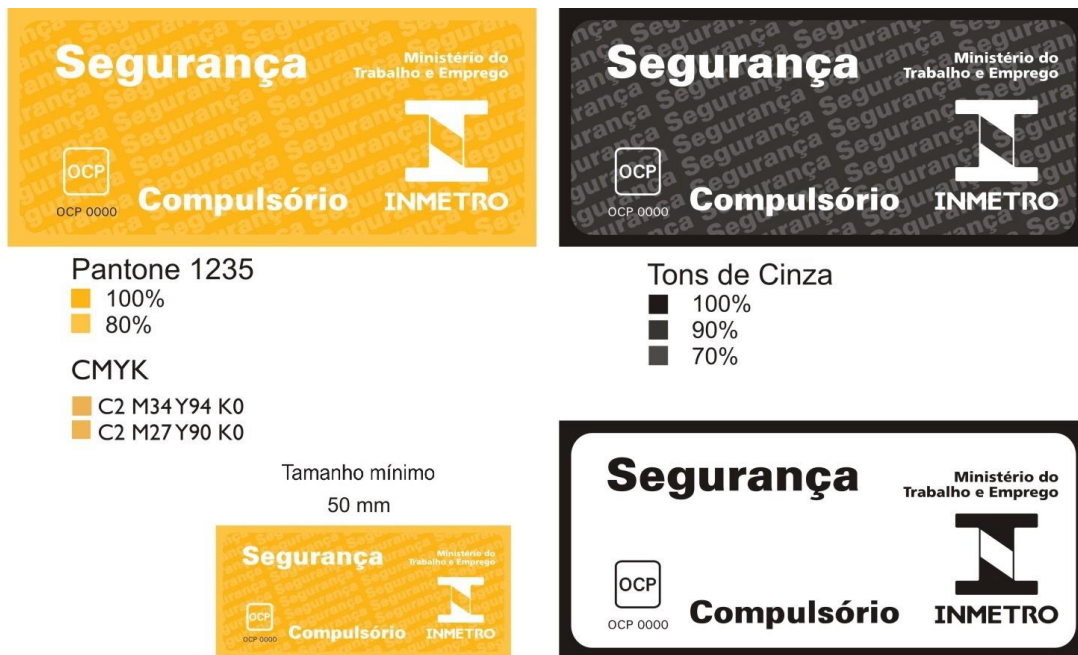 Segurança
Ministério do
Trabalho e Emprego
OCP
OCP 0000
Compulsório
INMETRO
Pantone 1235
100%
80%
CMYK
C2 M34 Y94 K0
C2 M27 Y90 K0
Tamanho mínimo
50 mm
Segurança
Ministério do
Trabalho e Emprego
OCP
OCP 0000
Compulsório
INMETRO
Segurança
Ministério do
Trabalho e Emprego
OCP
OCP 0000
Compulsório
INMETRO
Tons de Cinza
100%
90%
70%
Segurança
Ministério do
Trabalho e Emprego
OCP
OCP 0000
Compulsório
INMETRO